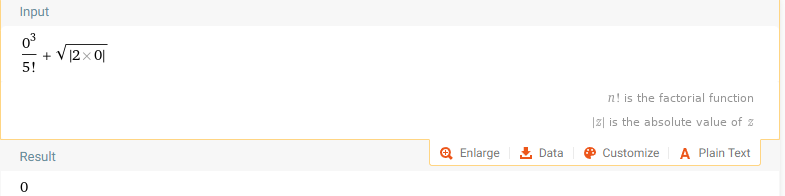 Input
0³/5! + √|2×0|
n! is the factorial function
|z| is the absolute value of z
Enlarge Data Customize Plain Text
Result
0